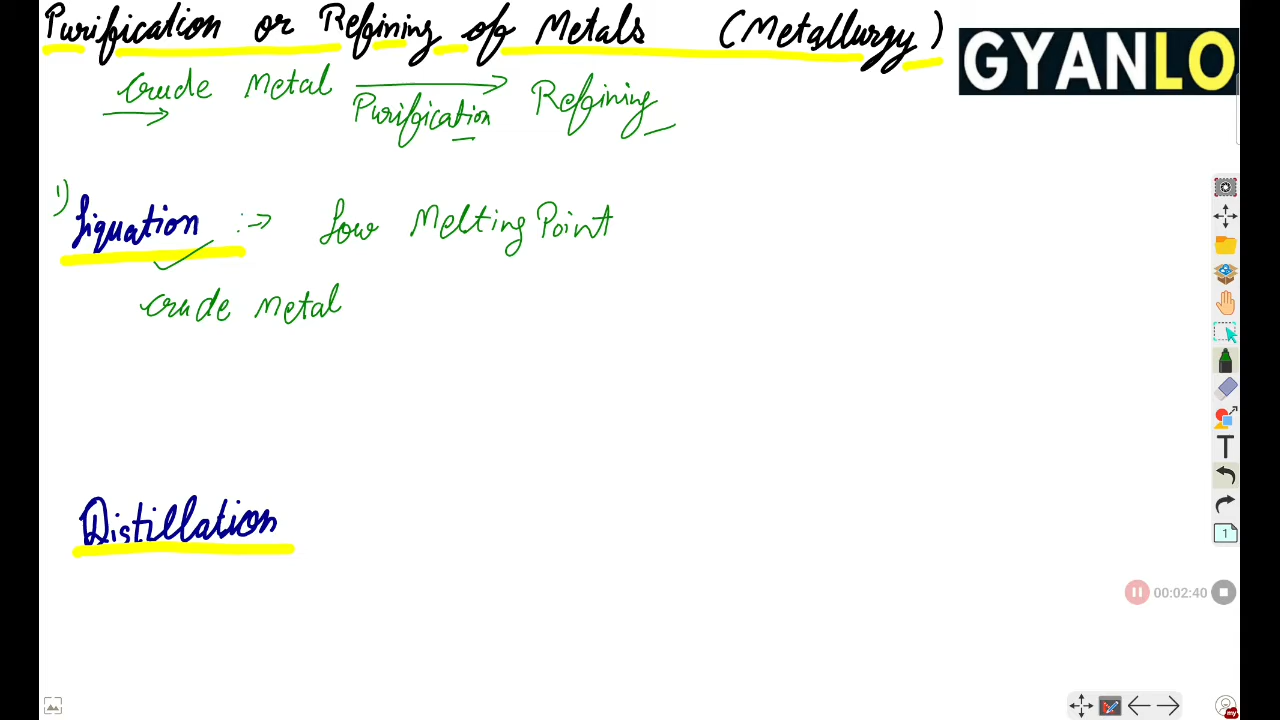 Purification or Refining of Metals (Metallurgy)
GYANLO
Crude Metal Purification Refining
1) Liquation :→ Low Melting Point
Crude Metal
Distillation
T
1
00:02:40